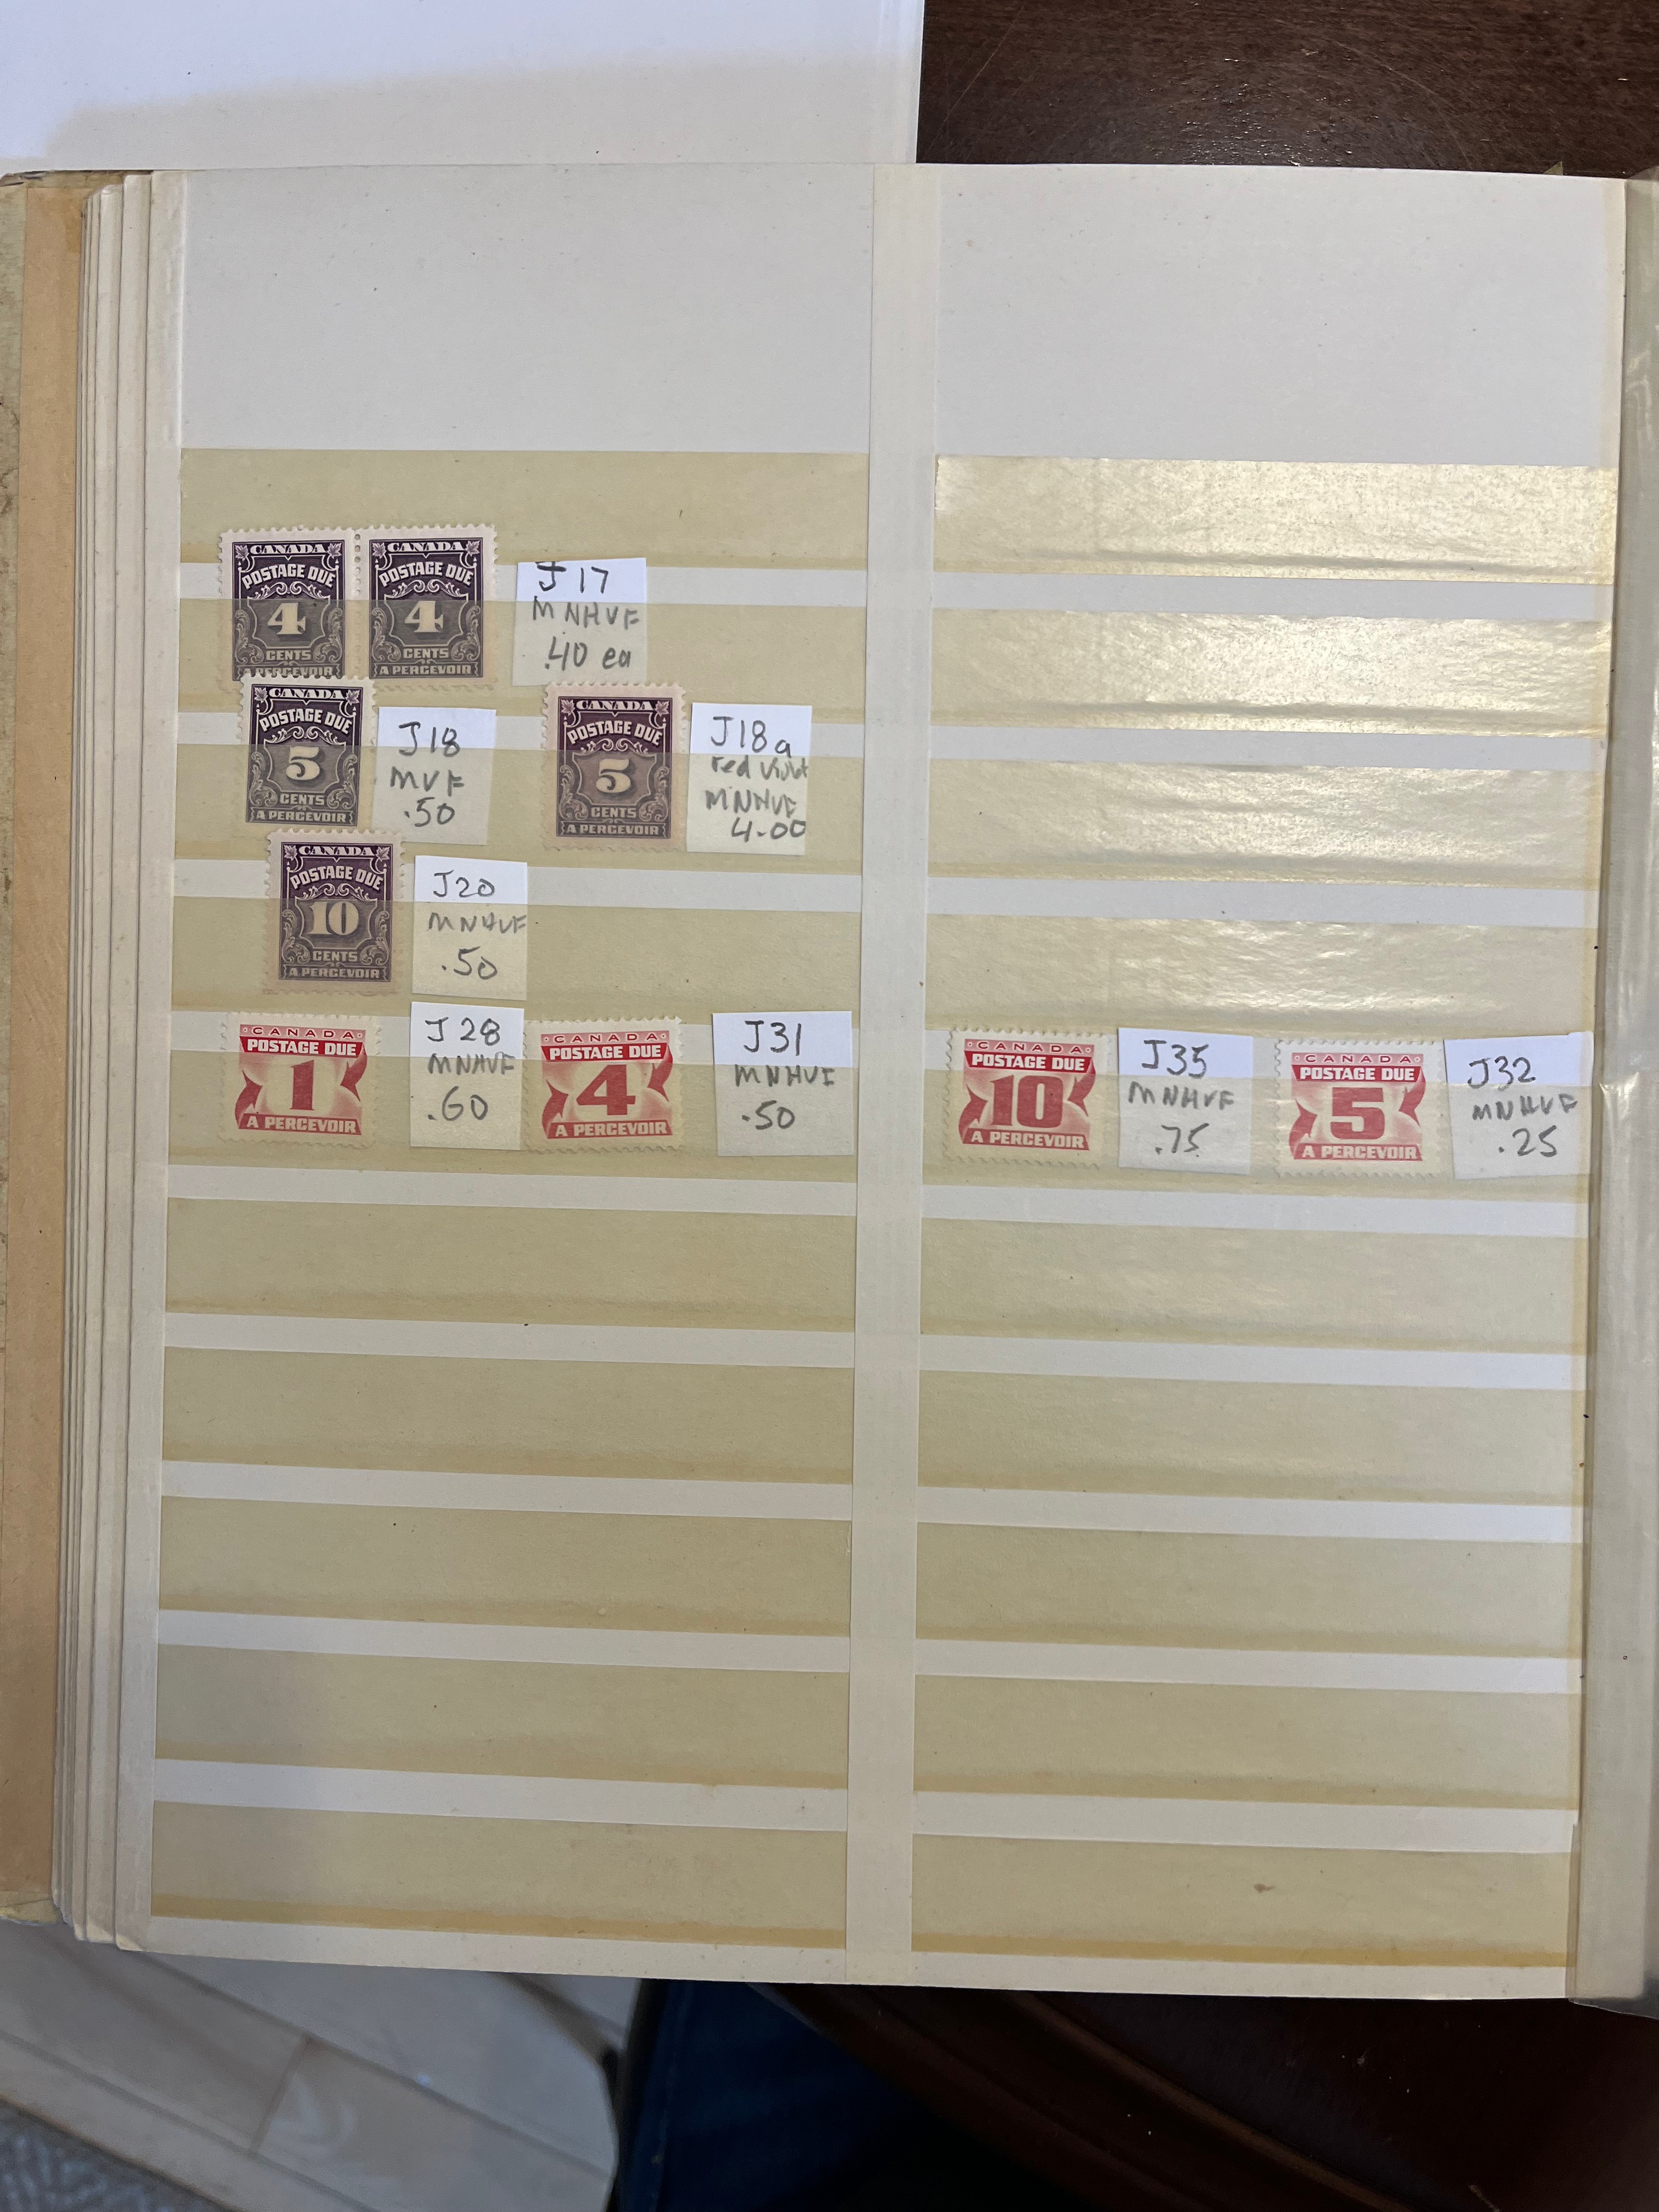 CANADA
POSTAGE DUE
4
CENTS
A PERCEVOIR
CANADA
POSTAGE DUE
4
CENTS
A PERCEVOIR
J17
MNHVF
.40 ea
CANADA
POSTAGE DUE
5
CENTS
A PERCEVOIR
J18
MVF
.50
CANADA
POSTAGE DUE
5
CENTS
A PERCEVOIR
J18a
red violet
MNHVF
4.00
CANADA
POSTAGE DUE
10
CENTS
A PERCEVOIR
J20
MNHVF
.50
CANADA
POSTAGE DUE
1
A PERCEVOIR
J28
MNHVF
.60
CANADA
POSTAGE DUE
4
A PERCEVOIR
J31
MNHVF
.50
CANADA
POSTAGE DUE
10
A PERCEVOIR
J35
MNHVF
.75
CANADA
POSTAGE DUE
5
A PERCEVOIR
J32
MNHVF
.25